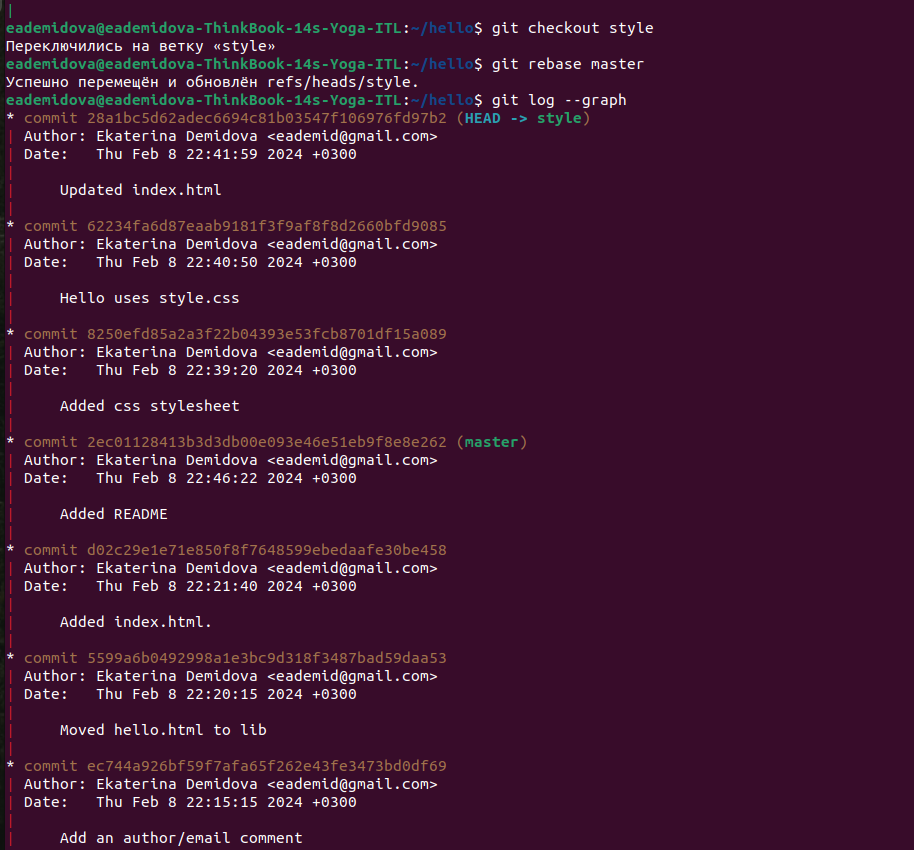 eademidova@eademidova-ThinkBook-14s-Yoga-ITL:~/hello$ git checkout style
Переключились на ветку «style»
eademidova@eademidova-ThinkBook-14s-Yoga-ITL:~/hello$ git rebase master
Успешно перемещён и обновлён refs/heads/style.
eademidova@eademidova-ThinkBook-14s-Yoga-ITL:~/hello$ git log --graph
* commit 28a1bc5d62adec6694c81b03547f106976fd97b2 (HEAD -> style)
| Author: Ekaterina Demidova <eademid@gmail.com>
| Date:   Thu Feb 8 22:41:59 2024 +0300
|
|     Updated index.html
|
* commit 62234fa6d87eaab9181f3f9af8f8d2660bfd9085
| Author: Ekaterina Demidova <eademid@gmail.com>
| Date:   Thu Feb 8 22:40:50 2024 +0300
|
|     Hello uses style.css
|
* commit 8250efd85a2a3f22b04393e53fcb8701df15a089
| Author: Ekaterina Demidova <eademid@gmail.com>
| Date:   Thu Feb 8 22:39:20 2024 +0300
|
|     Added css stylesheet
|
* commit 2ec01128413b3d3db00e093e46e51eb9f8e8e262 (master)
| Author: Ekaterina Demidova <eademid@gmail.com>
| Date:   Thu Feb 8 22:46:22 2024 +0300
|
|     Added README
|
* commit d02c29e1e71e850f8f7648599ebedaafe30be458
| Author: Ekaterina Demidova <eademid@gmail.com>
| Date:   Thu Feb 8 22:21:40 2024 +0300
|
|     Added index.html.
|
* commit 5599a6b0492998a1e3bc9d318f3487bad59daa53
| Author: Ekaterina Demidova <eademid@gmail.com>
| Date:   Thu Feb 8 22:20:15 2024 +0300
|
|     Moved hello.html to lib
|
* commit ec744a926bf59f7afa65f262e43fe3473bd0df69
| Author: Ekaterina Demidova <eademid@gmail.com>
| Date:   Thu Feb 8 22:15:15 2024 +0300
|
|     Add an author/email comment